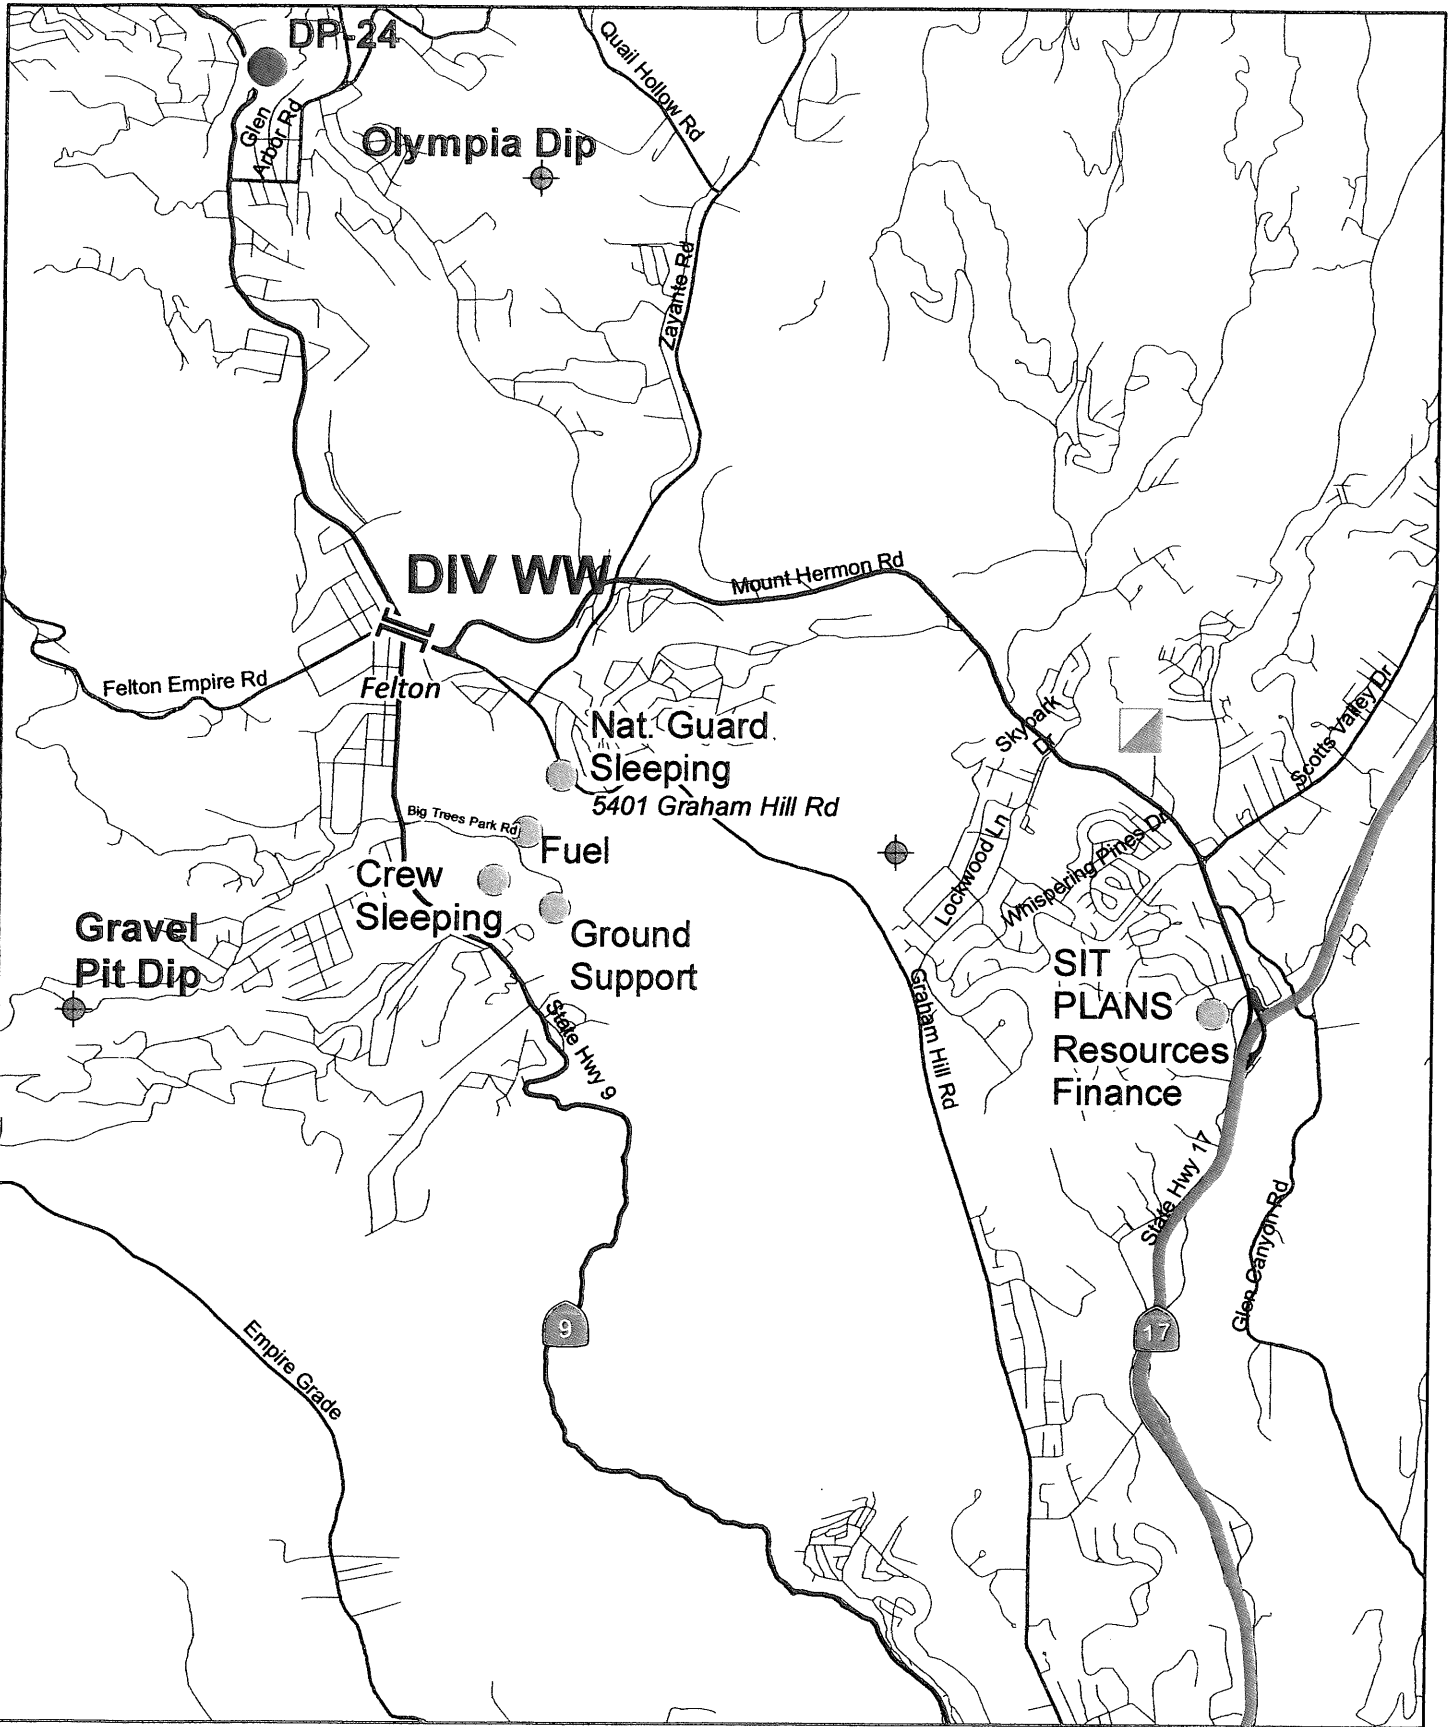 DP-24
Quail Hollow Rd
Glen
Arbor Rd
Olympia Dip
Zayante Rd
DIV WW
Mount Hermon Rd
Felton Empire Rd
Felton
Skypark
Dr
Scotts Valley Dr
Nat. Guard
Sleeping
5401 Graham Hill Rd
Big Trees Park Rd
Fuel
Lockwood Ln
Whispering Pines Dr
Crew
Sleeping
Gravel
Pit Dip
Ground
Support
SIT
PLANS
Resources
Finance
Graham Hill Rd
State Hwy 9
State Hwy 17
Glen Canyon Rd
9
17
Empire Grade